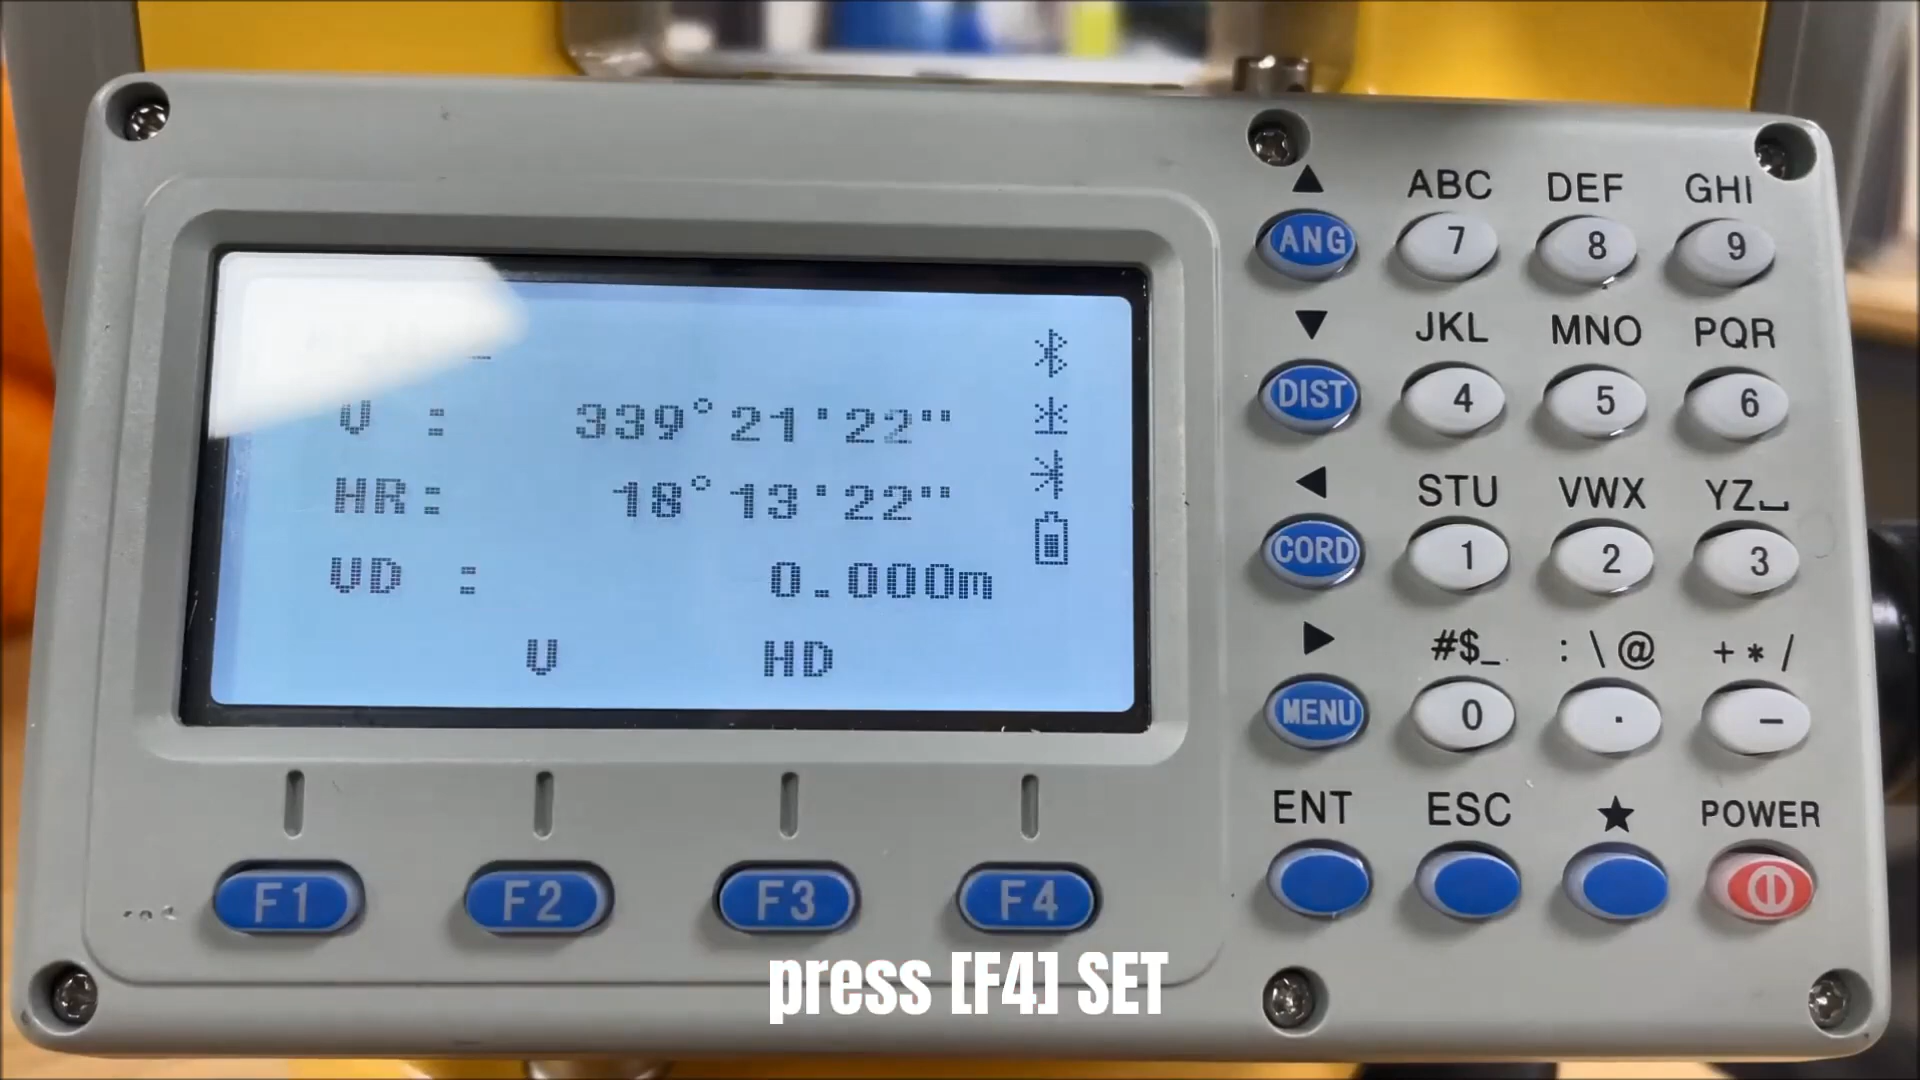 V : 339°21'22"
HR: 18°13'22"
VD : 0.000m
V HD
F1 F2 F3 F4
▲ ABC DEF GHI
ANG 7 8 9
▼ JKL MNO PQR
DIST 4 5 6
◀ STU VWX YZ⎵
CORD 1 2 3
▶ #$_ :\@ +*/
MENU 0 . -
ENT ESC ★ POWER
press [F4] SET